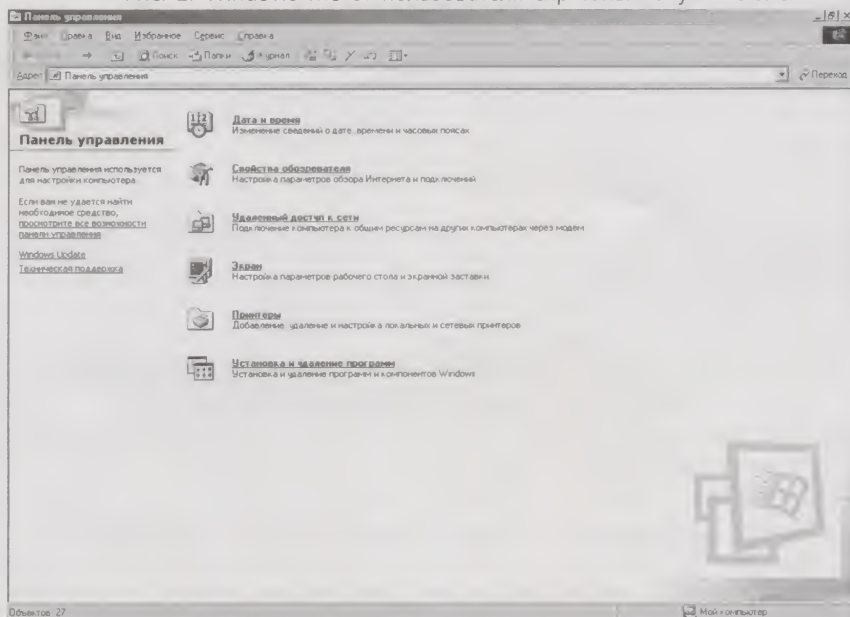 Панель управления
Файл Правка Вид Избранное Сервис Справка
Поиск Папки Журнал
Адрес Панель управления Переход
Панель управления
Панель управления используется
для настройки компьютера.
Если вам не удается найти
необходимое средство,
просмотрите все возможности
панели управления
Windows Update
Техническая поддержка
Дата и время
Изменение сведений о дате, времени и часовых поясах
Свойства обозревателя
Настройка параметров обзора Интернета и подключений
Удаленный доступ к сети
Подключение компьютера к общим ресурсам на других компьютерах через модем
Экран
Настройка параметров рабочего стола и экранной заставки
Принтеры
Добавление, удаление и настройка локальных и сетевых принтеров
Установка и удаление программ
Установка и удаление программ и компонентов Windows
Объектов: 27
Мой компьютер